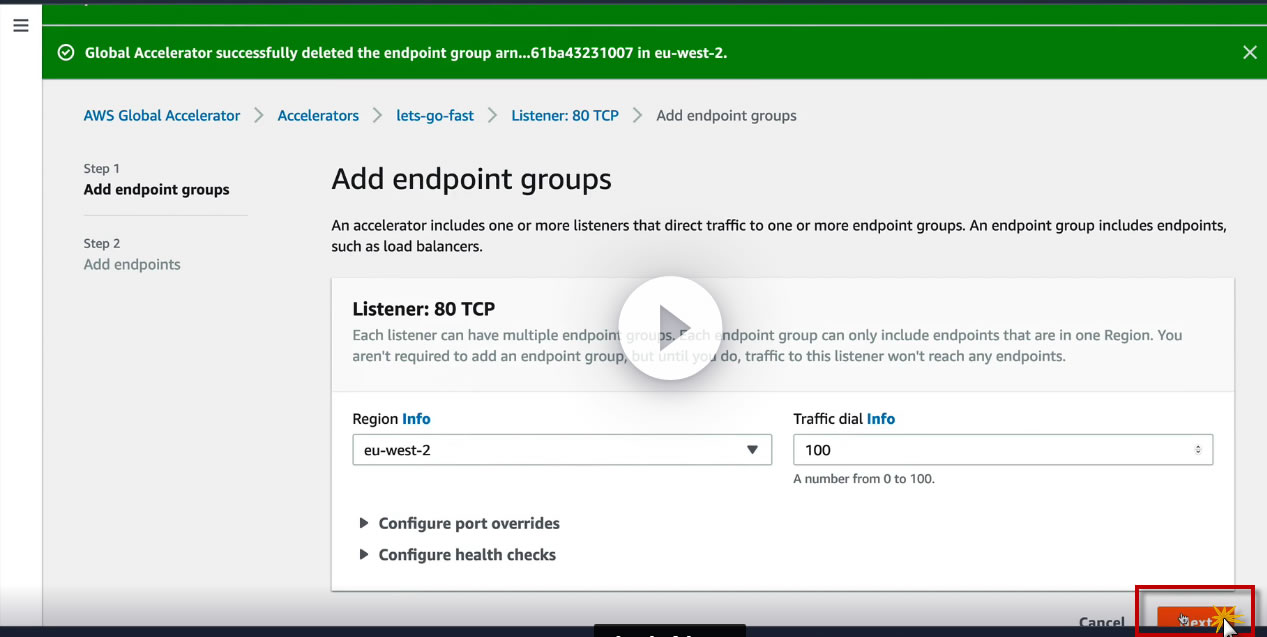 Global Accelerator successfully deleted the endpoint group arn...61ba43231007 in eu-west-2.
AWS Global Accelerator > Accelerators > lets-go-fast > Listener: 80 TCP > Add endpoint groups
Step 1
Add endpoint groups
Step 2
Add endpoints
Add endpoint groups
An accelerator includes one or more listeners that direct traffic to one or more endpoint groups. An endpoint group includes endpoints,
such as load balancers.
Listener: 80 TCP
Each listener can have multiple endpoint groups. Each endpoint group can only include endpoints that are in one Region. You
aren't required to add an endpoint group, but until you do, traffic to this listener won't reach any endpoints.
Region Info
eu-west-2
Traffic dial Info
100
A number from 0 to 100.
Configure port overrides
Configure health checks
Cancel
Next